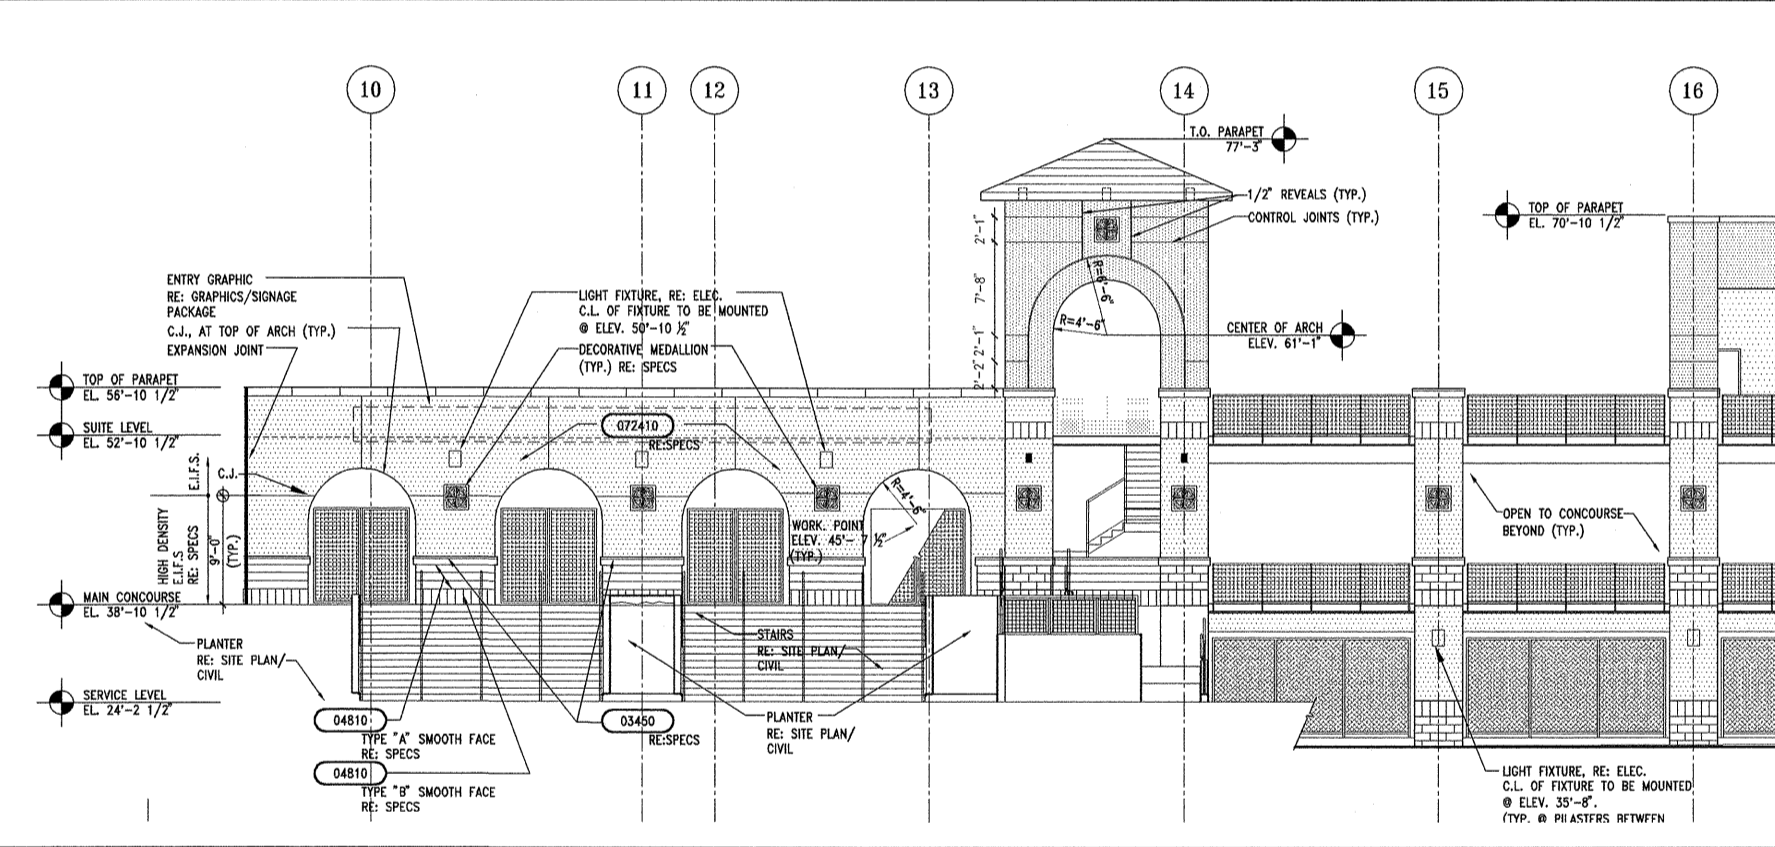 10
11
12
13
14
15
16
T.O. PARAPET
77'-3"
1/2" REVEALS (TYP.)
CONTROL JOINTS (TYP.)
TOP OF PARAPET
EL. 70'-10 1/2"
2'-1"
7'-8"
2'-1"
2'-2"
R=6'-6"
R=4'-6"
CENTER OF ARCH
ELEV. 61'-1"
ENTRY GRAPHIC
RE: GRAPHICS/SIGNAGE
PACKAGE
C.J., AT TOP OF ARCH (TYP.)
EXPANSION JOINT
LIGHT FIXTURE, RE: ELEC.
C.L. OF FIXTURE TO BE MOUNTED
@ ELEV. 50'-10 ½"
DECORATIVE MEDALLION
(TYP.) RE: SPECS
TOP OF PARAPET
EL. 56'-10 1/2"
SUITE LEVEL
EL. 52'-10 1/2"
072410
RE:SPECS
E.I.F.S.
C.J.
HIGH DENSITY
E.I.F.S
RE: SPECS
9'-0"
(TYP.)
R=4'-6"
WORK. POINT
ELEV. 45'- 7 ½"
(TYP.)
OPEN TO CONCOURSE
BEYOND (TYP.)
MAIN CONCOURSE
EL. 38'-10 1/2"
PLANTER
RE: SITE PLAN/
CIVIL
STAIRS
RE: SITE PLAN/
CIVIL
SERVICE LEVEL
EL. 24'-2 1/2"
04810
TYPE "A" SMOOTH FACE
RE: SPECS
04810
TYPE "B" SMOOTH FACE
RE: SPECS
03450
RE:SPECS
PLANTER
RE: SITE PLAN/
CIVIL
LIGHT FIXTURE, RE: ELEC.
C.L. OF FIXTURE TO BE MOUNTED
@ ELEV. 35'-8".
(TYP. @ PILASTERS BETWEEN